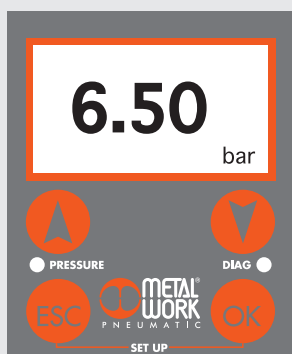 6.50
bar
PRESSURE
DIAG
ESC
METAL®
WORK
PNEUMATIC
OK
SET UP